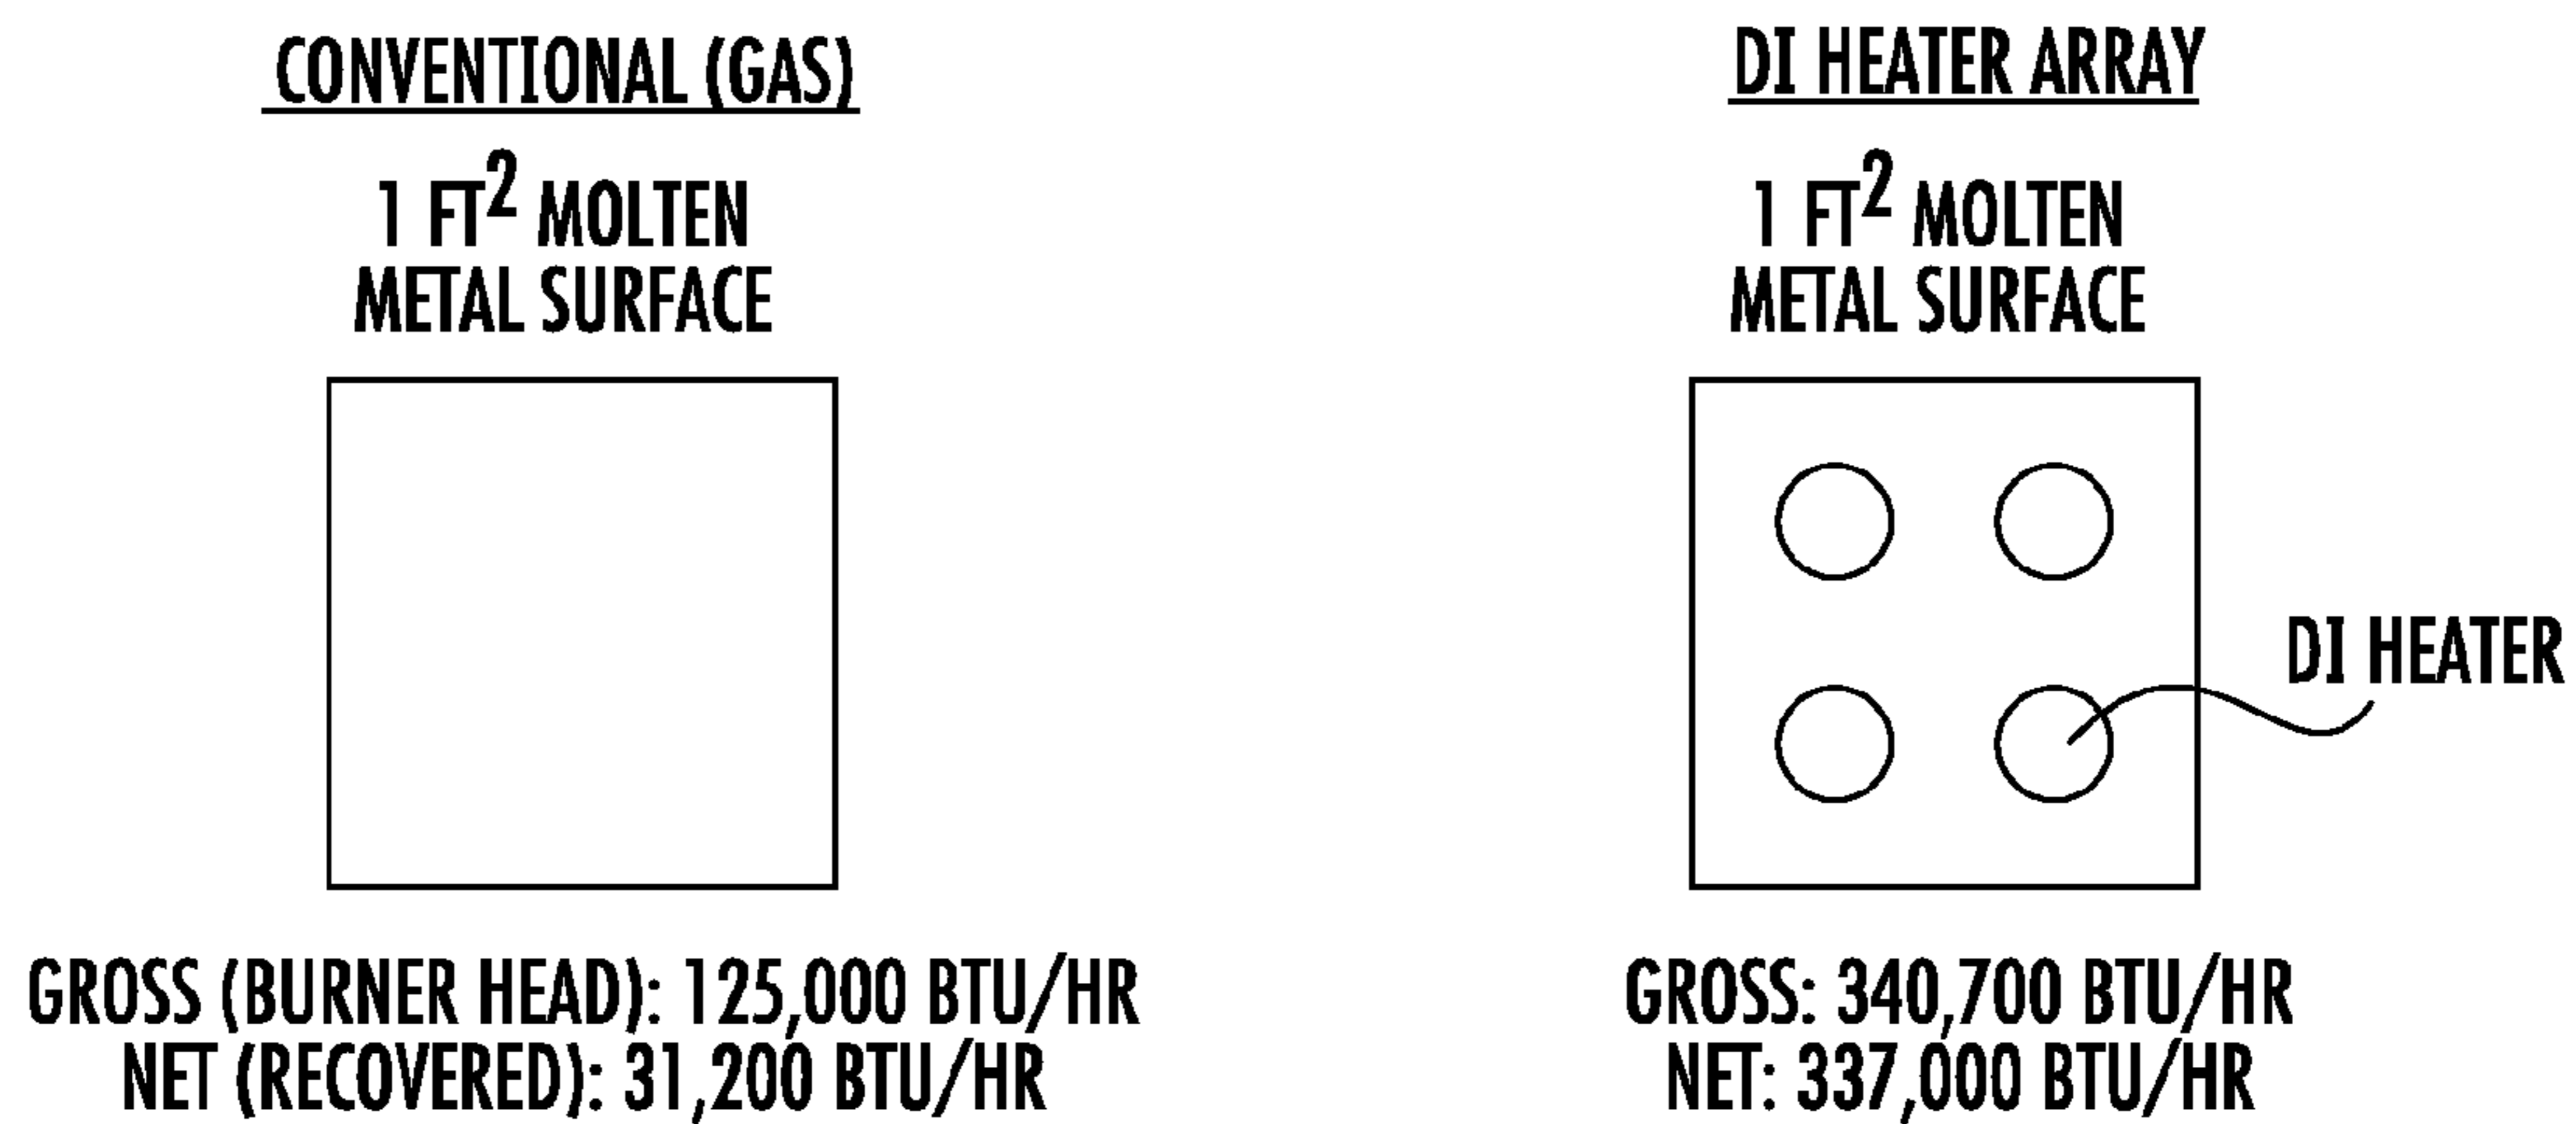 CONVENTIONAL (GAS)
1 FT² MOLTEN
METAL SURFACE
GROSS (BURNER HEAD): 125,000 BTU/HR
NET (RECOVERED): 31,200 BTU/HR
DI HEATER ARRAY
1 FT² MOLTEN
METAL SURFACE
DI HEATER
GROSS: 340,700 BTU/HR
NET: 337,000 BTU/HR